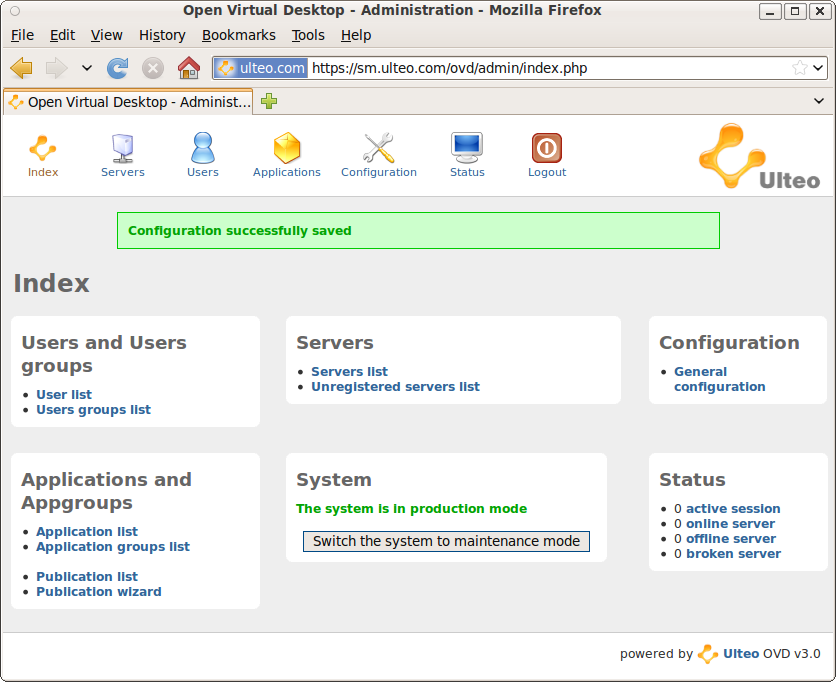 Open Virtual Desktop - Administration - Mozilla Firefox
File Edit View History Bookmarks Tools Help
ulteo.com https://sm.ulteo.com/ovd/admin/index.php
Open Virtual Desktop - Administ...
Index Servers Users Applications Configuration Status Logout
Ulteo
Configuration successfully saved
Index
Users and Users
groups
User list
Users groups list
Servers
Servers list
Unregistered servers list
Configuration
General
configuration
Applications and
Appgroups
Application list
Application groups list
Publication list
Publication wizard
System
The system is in production mode
Switch the system to maintenance mode
Status
0 active session
0 online server
0 offline server
0 broken server
powered by Ulteo OVD v3.0